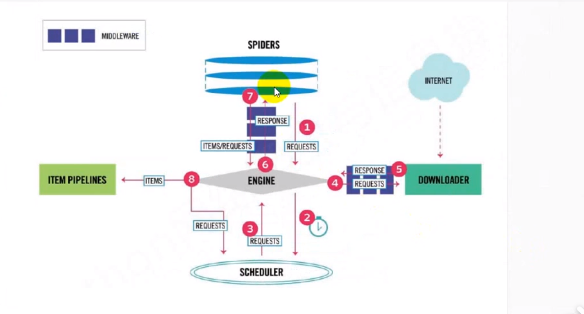 MIDDLEWARE
SPIDERS
INTERNET
7
RESPONSE
1
ITEMS/REQUESTS
REQUESTS
6
RESPONSE
5
ITEM PIPELINES
ITEMS
8
ENGINE
4
REQUESTS
DOWNLOADER
2
REQUESTS
3
REQUESTS
SCHEDULER